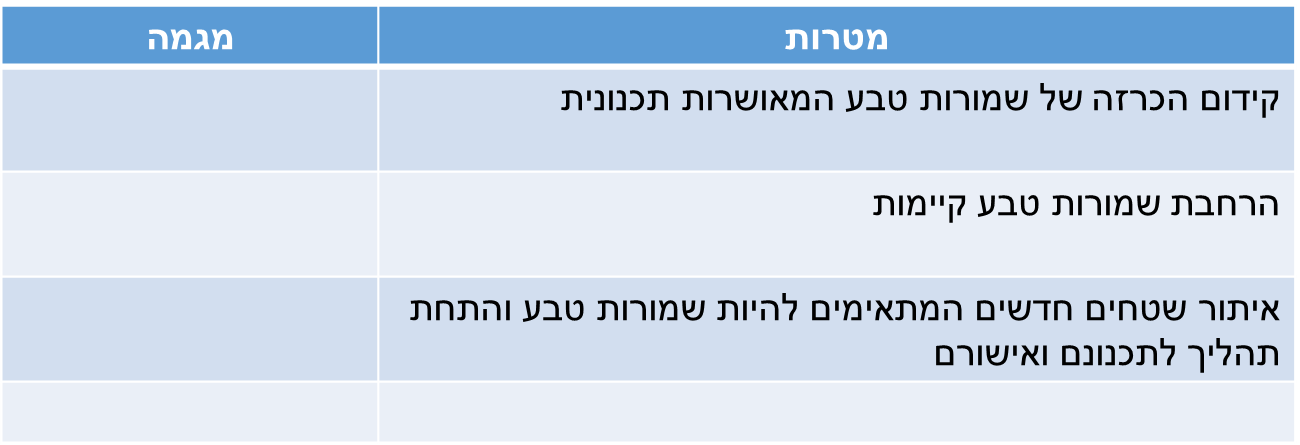 מטרות
מגמה
קידום הכרזה של שמורות טבע המאושרות תכנונית
הרחבת שמורות טבע קיימות
איתור שטחים חדשים המתאימים להיות שמורות טבע והתחת
תהליך לתכנונם ואישורם